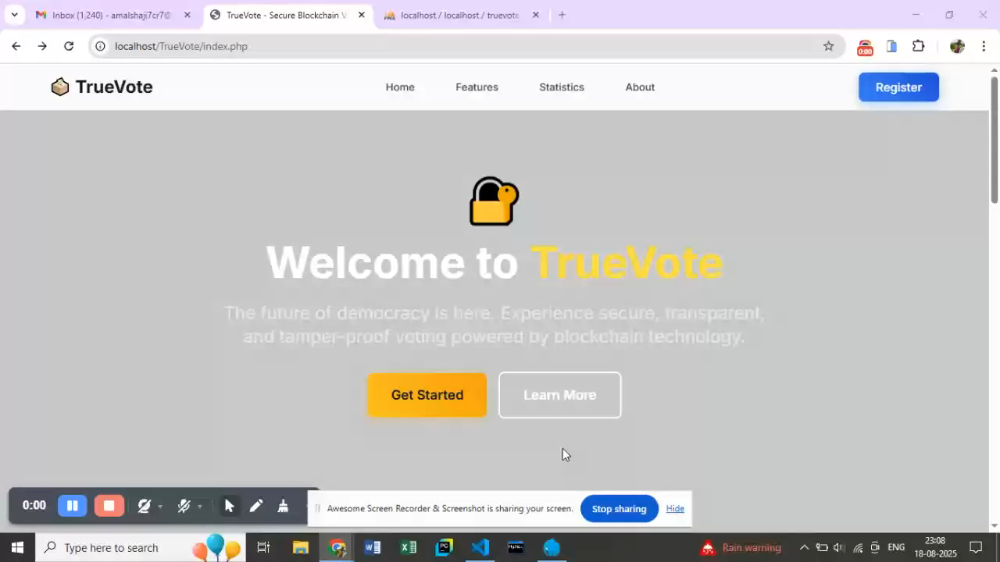 Inbox (1,240) - amalshaji7cr7@
TrueVote - Secure Blockchain V
localhost / localhost / truevote
localhost/TrueVote/index.php
0:00
TrueVote
Home
Features
Statistics
About
Register
Welcome to TrueVote
The future of democracy is here. Experience secure, transparent,
and tamper-proof voting powered by blockchain technology.
Get Started
Learn More
0:00
Awesome Screen Recorder & Screenshot is sharing your screen.
Stop sharing
Hide
Type here to search
Rain warning
ENG
23:08
18-08-2025